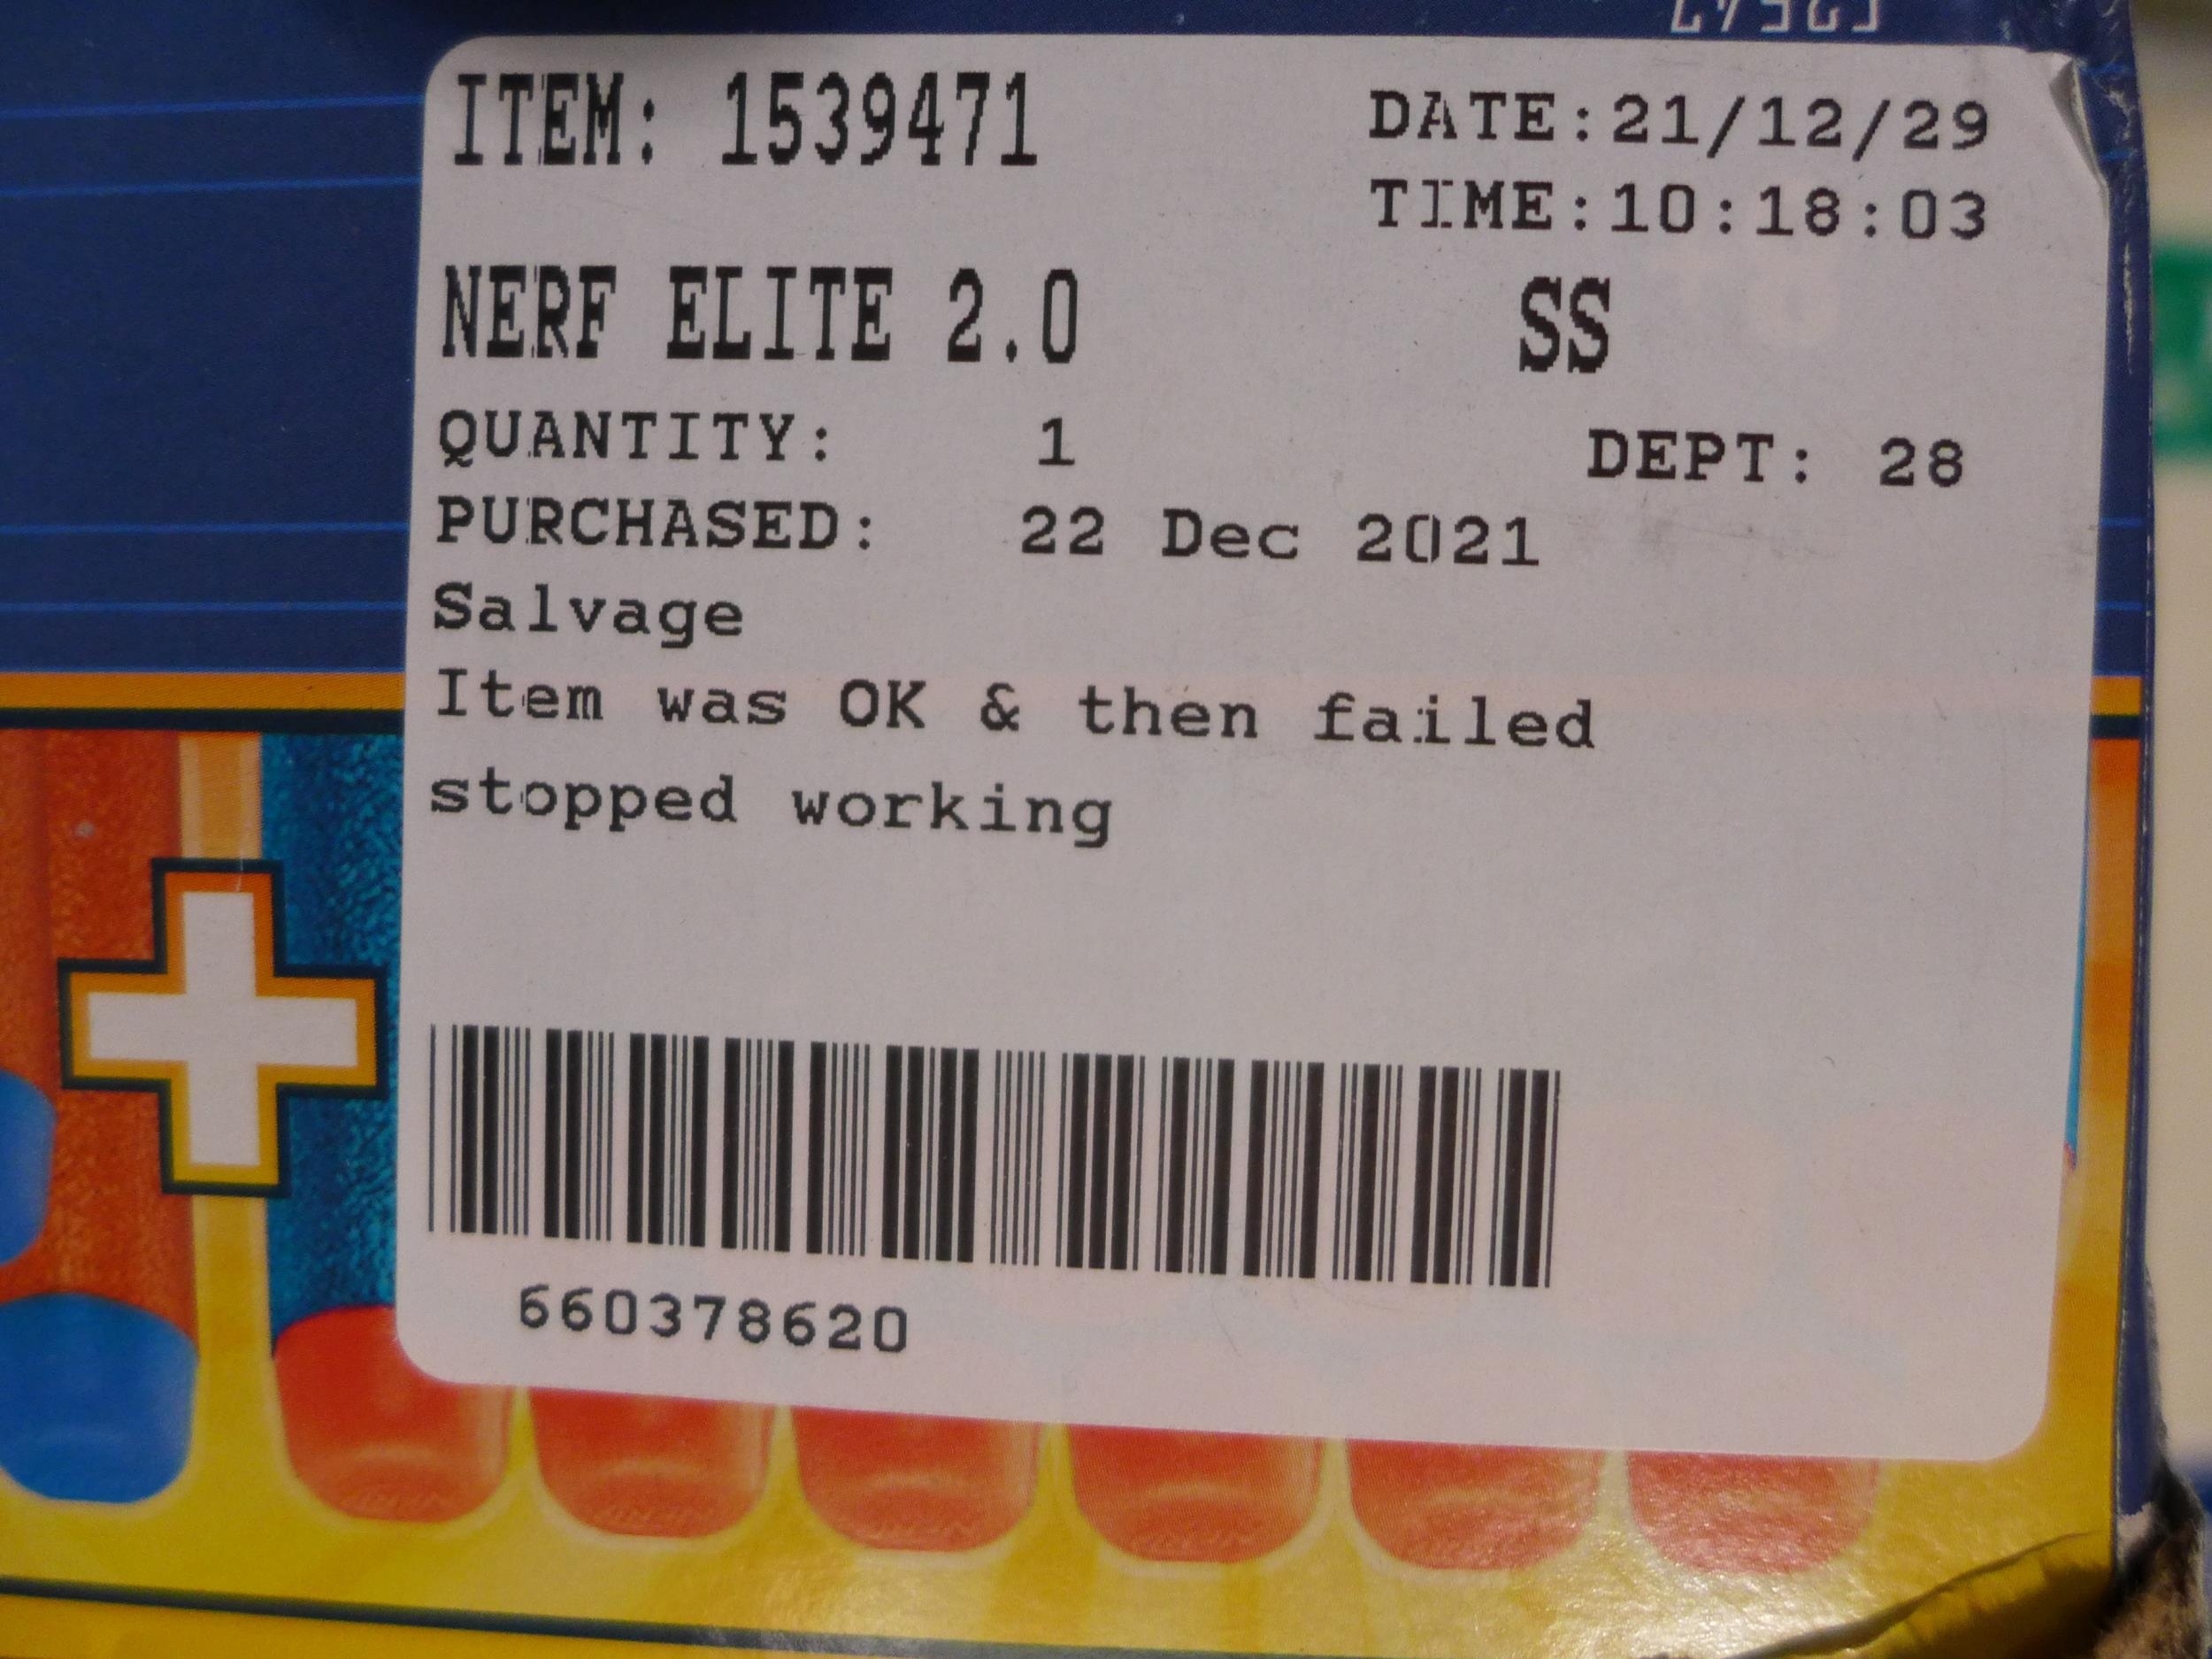 ITEM: 1539471
DATE:21/12/29
TIME:10:18:03
NERF ELITE 2.0
SS
QUANTITY: 1
DEPT: 28
PURCHASED: 22 Dec 2021
Salvage
Item was OK & then failed
stopped working
660378620